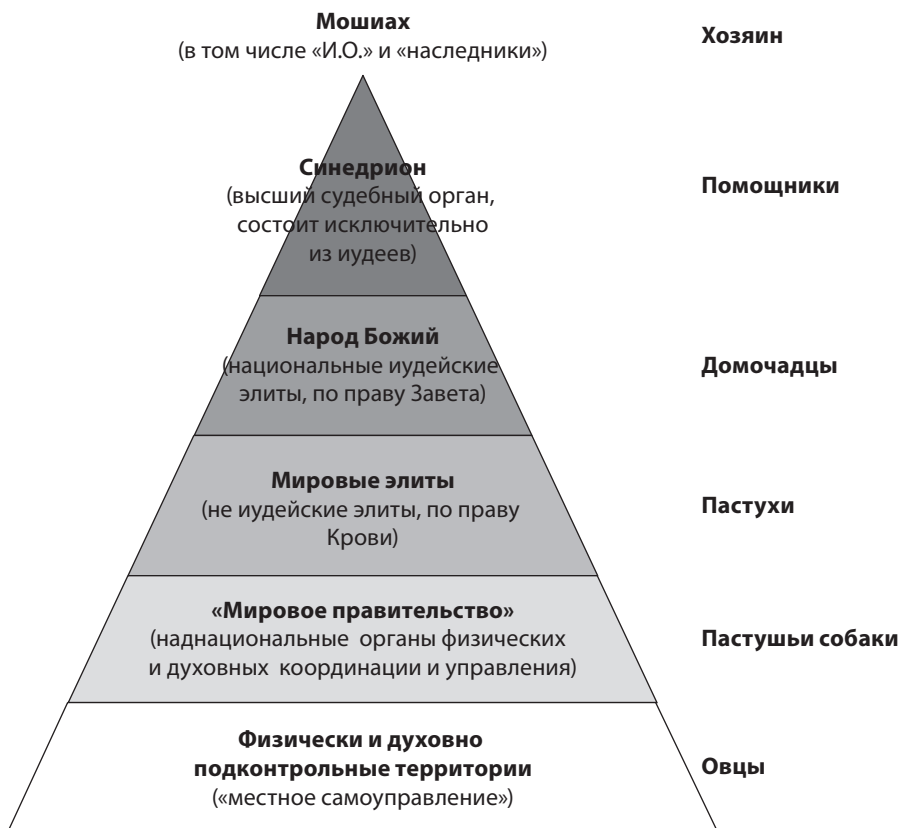 Мошиах
(в том числе «И.О.» и «наследники»)
Хозяин
Синедрион
(высший судебный орган,
состоит исключительно
из иудеев)
Помощники
Народ Божий
(национальные иудейские
элиты, по праву Завета)
Домочадцы
Мировые элиты
(не иудейские элиты, по праву
Крови)
Пастухи
«Мировое правительство»
(наднациональные органы физических
и духовных координации и управления)
Пастушьи собаки
Физически и духовно
подконтрольные территории
(«местное самоуправление»)
Овцы